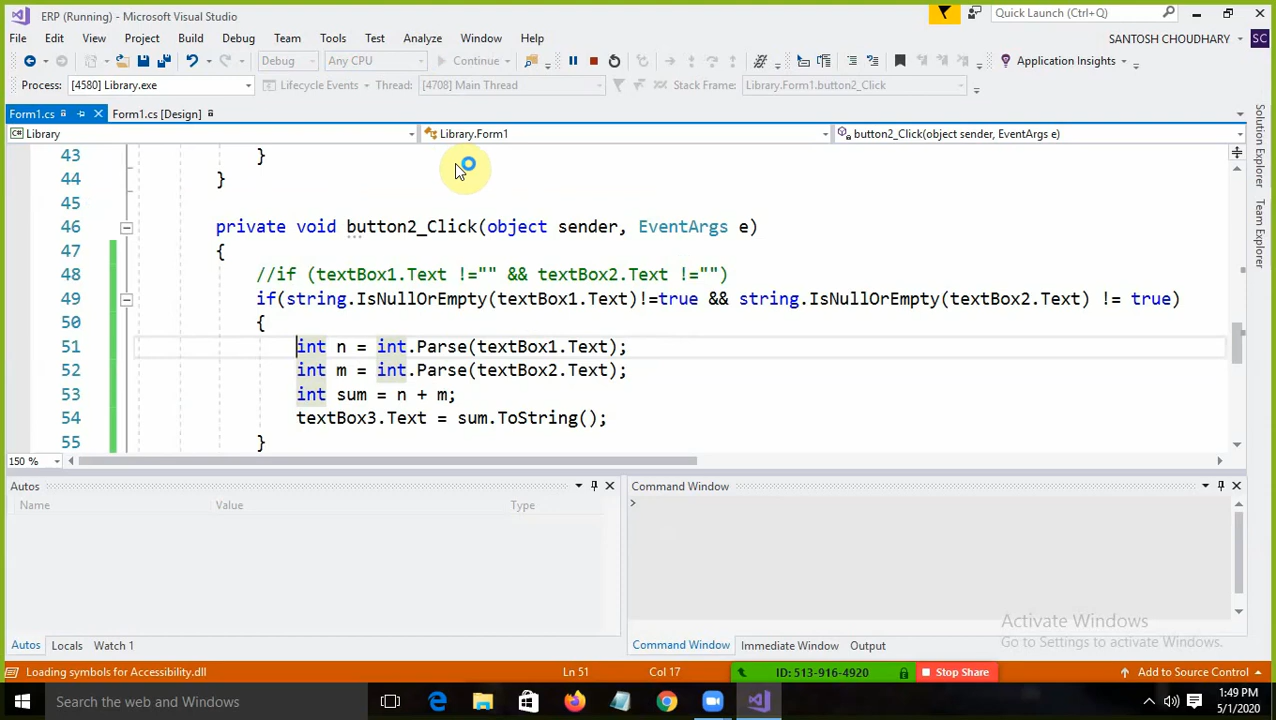 ERP (Running) - Microsoft Visual Studio
Quick Launch (Ctrl+Q)
File Edit View Project Build Debug Team Tools Test Analyze Window Help
SANTOSH CHOUDHARY SC
Debug Any CPU Continue Application Insights
Process: [4580] Library.exe Lifecycle Events Thread: [4708] Main Thread Stack Frame: Library.Form1.button2_Click
Form1.cs Form1.cs [Design]
Library Library.Form1 button2_Click(object sender, EventArgs e)
Solution Explorer
Team Explorer
43 }
44 }
45
46 private void button2_Click(object sender, EventArgs e)
47 {
48 //if (textBox1.Text !="" && textBox2.Text !="")
49 if(string.IsNullOrEmpty(textBox1.Text)!=true && string.IsNullOrEmpty(textBox2.Text) != true)
50 {
51 int n = int.Parse(textBox1.Text);
52 int m = int.Parse(textBox2.Text);
53 int sum = n + m;
54 textBox3.Text = sum.ToString();
55 }
150 %
Autos
Name Value Type
Command Window
>
Activate Windows
Go to Settings to activate Windows.
Autos Locals Watch 1
Command Window Immediate Window Output
Loading symbols for Accessibility.dll Ln 51 Col 17 ID: 513-916-4920 Stop Share Add to Source Control
Search the web and Windows
1:49 PM
5/1/2020